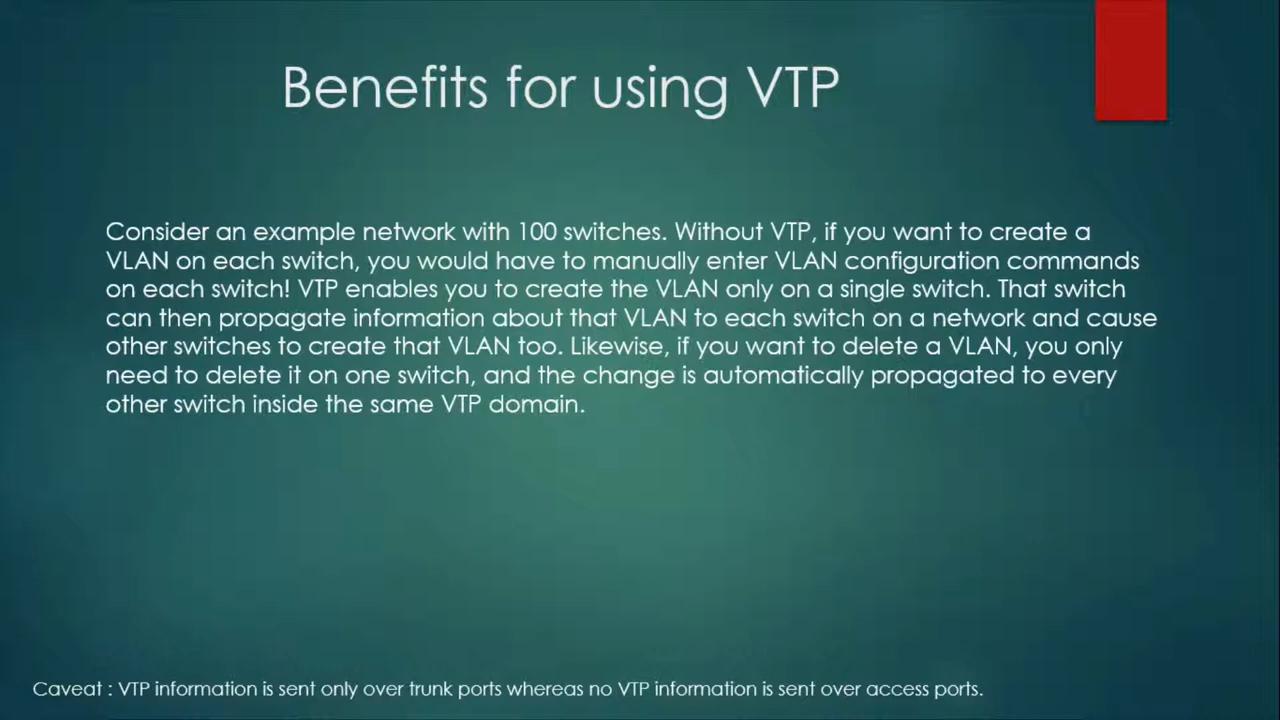 Benefits for using VTP
Consider an example network with 100 switches. Without VTP, if you want to create a
VLAN on each switch, you would have to manually enter VLAN configuration commands
on each switch! VTP enables you to create the VLAN only on a single switch. That switch
can then propagate information about that VLAN to each switch on a network and cause
other switches to create that VLAN too. Likewise, if you want to delete a VLAN, you only
need to delete it on one switch, and the change is automatically propagated to every
other switch inside the same VTP domain.
Caveat : VTP information is sent only over trunk ports whereas no VTP information is sent over access ports.